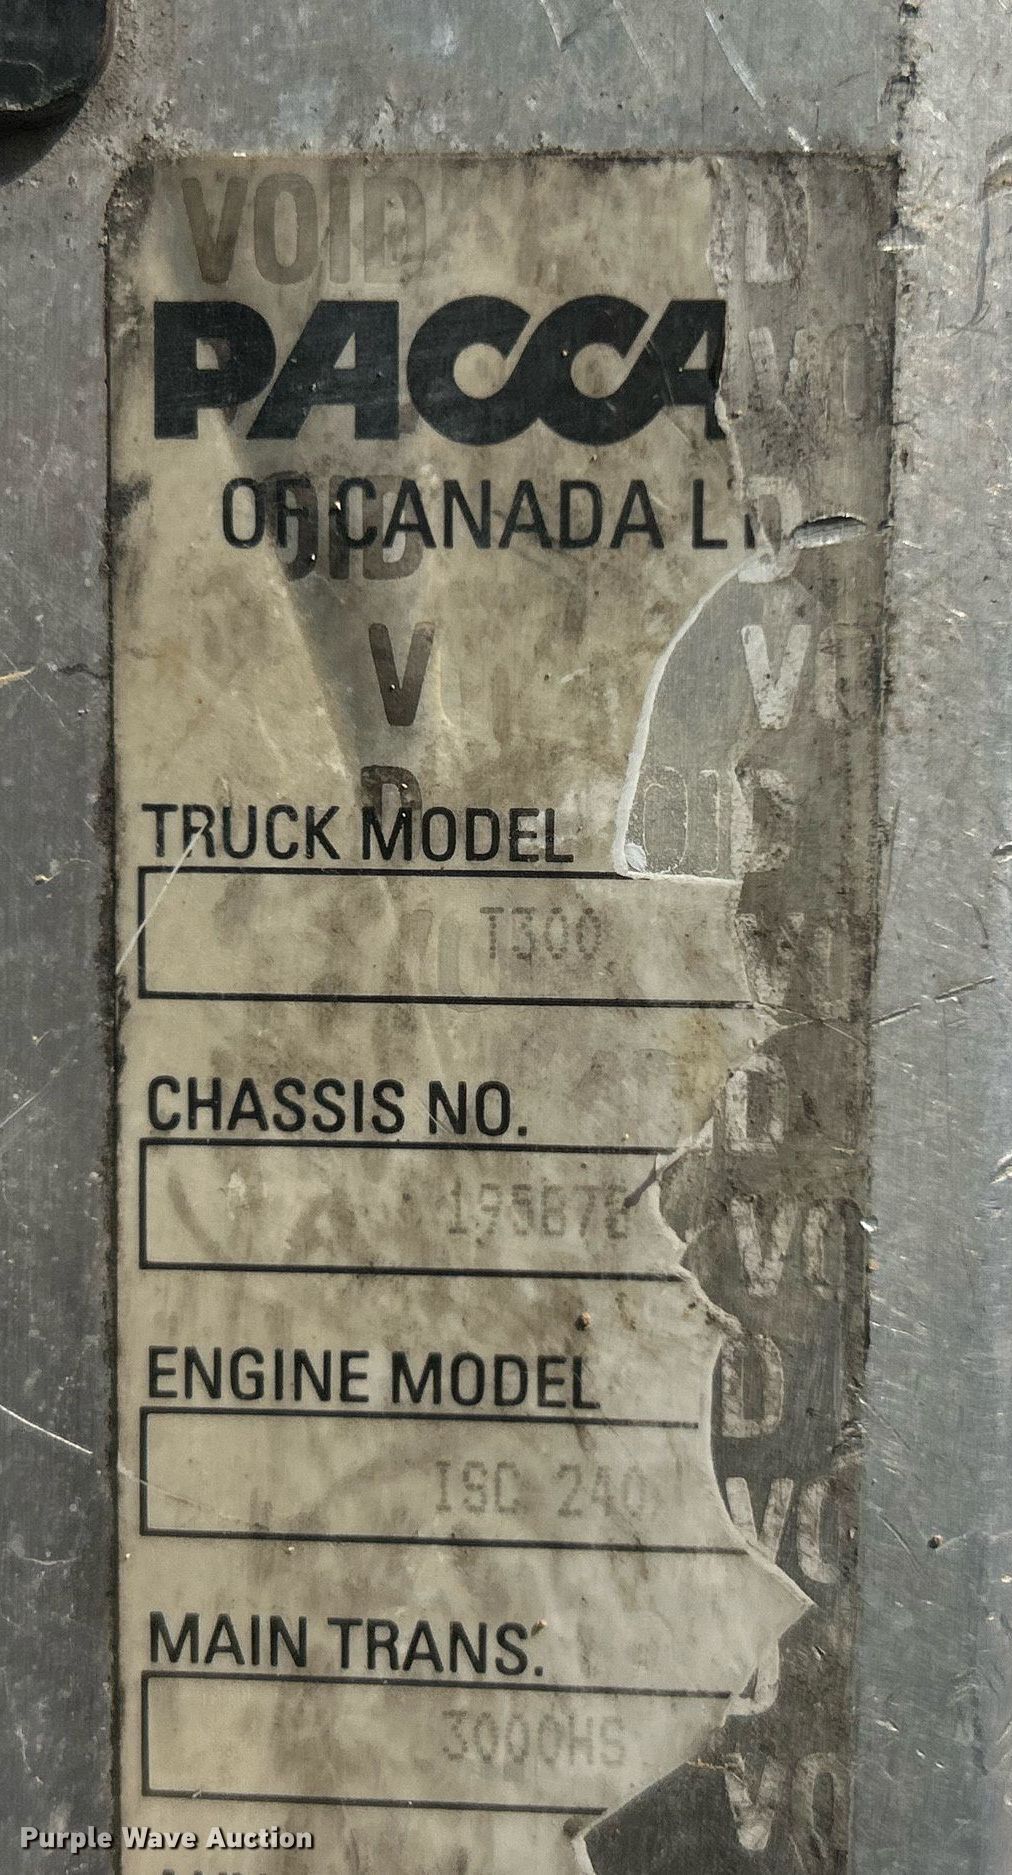 VOID
PACCA
OF CANADA LT
TRUCK MODEL
T300
CHASSIS NO.
ENGINE MODEL
ISC 240
MAIN TRANS.
3000HS
Purple Wave Auction